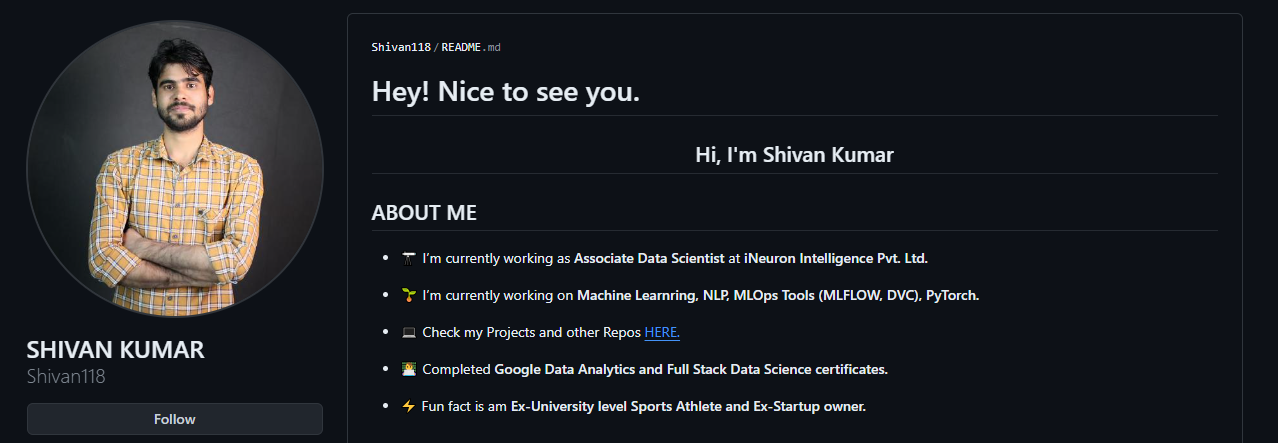 Shivan118/README.md
Hey! Nice to see you.
Hi, I'm Shivan Kumar
ABOUT ME
I'm currently working as Associate Data Scientist at iNeuron Intelligence Pvt. Ltd.
I'm currently working on Machine Learnring, NLP, MLOps Tools (MLFLOW, DVC), PyTorch.
Check my Projects and other Repos HERE.
Completed Google Data Analytics and Full Stack Data Science certificates.
Fun fact is am Ex-University level Sports Athlete and Ex-Startup owner.
SHIVAN KUMAR
Shivan118
Follow